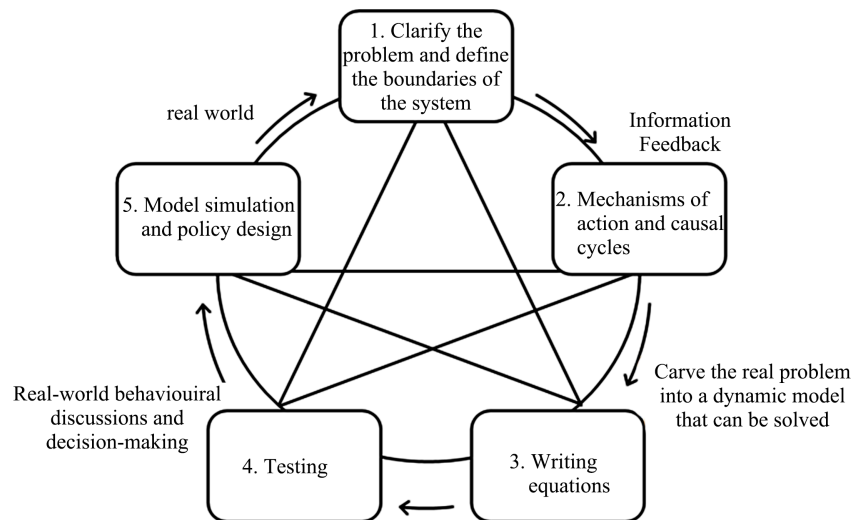 1. Clarify the
problem and define
the boundaries of
the system
real world
Information
Feedback
5. Model simulation
and policy design
2. Mechanisms of
action and causal
cycles
Real-world behaviouiral
discussions and
decision-making
Carve the real problem
into a dynamic model
that can be solved
4. Testing
3. Writing
equations